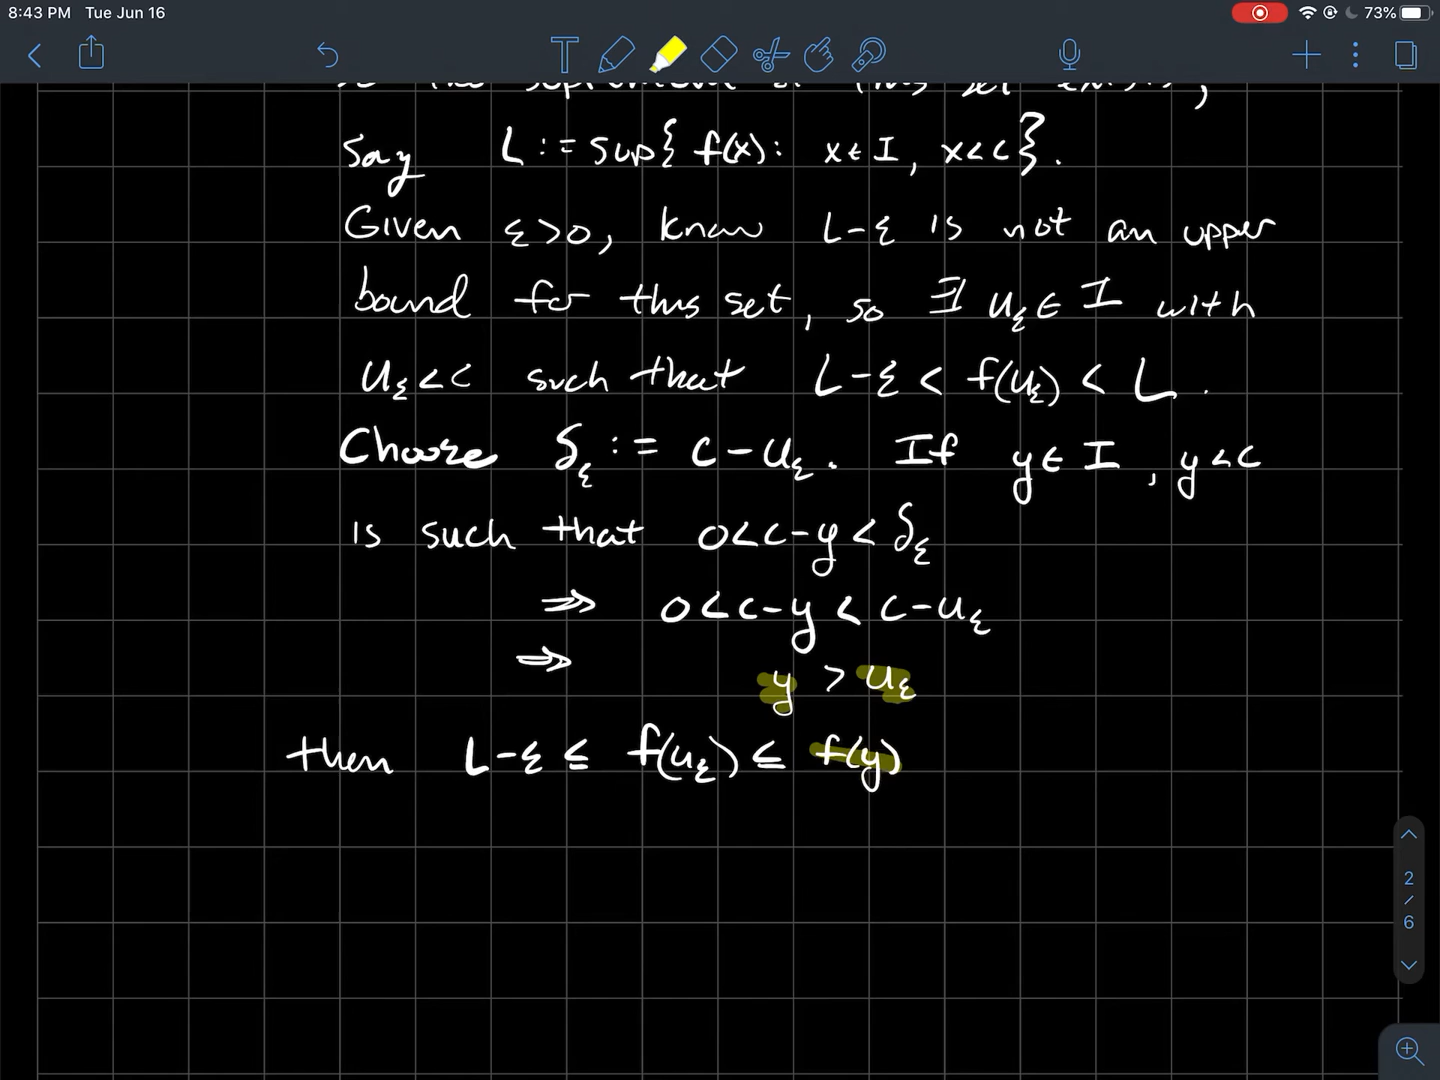 8:43 PM Tue Jun 16
73%
Say L := sup{ f(x) : x ∈ I, x < c }.
Given ε > 0, know L - ε is not an upper
bound for this set, so ∃ u_ε ∈ I with
u_ε < c such that L - ε < f(u_ε) < L.
Choose δ_ε := c - u_ε. If y ∈ I, y < c
is such that 0 < c - y < δ_ε
⇒ 0 < c - y < c - u_ε
⇒ y > u_ε
then L - ε ≤ f(u_ε) ≤ f(y)
2
/
6